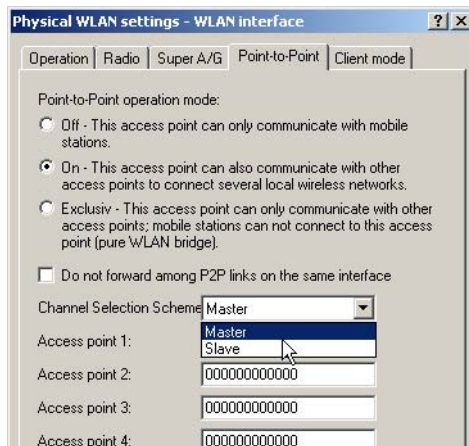 Physical WLAN settings - WLAN interface
Operation Radio Super A/G Point-to-Point Client mode
Point-to-Point operation mode:
Off - This access point can only communicate with mobile
stations.
On - This access point can also communicate with other
access points to connect several local wireless networks.
Exclusiv - This access point can only communicate with other
access points; mobile stations can not connect to this access
point (pure WLAN bridge).
Do not forward among P2P links on the same interface
Channel Selection Scheme Master
Master
Access point 1:
Slave
Access point 2: 000000000000
Access point 3: 000000000000
Access point 4: 000000000000